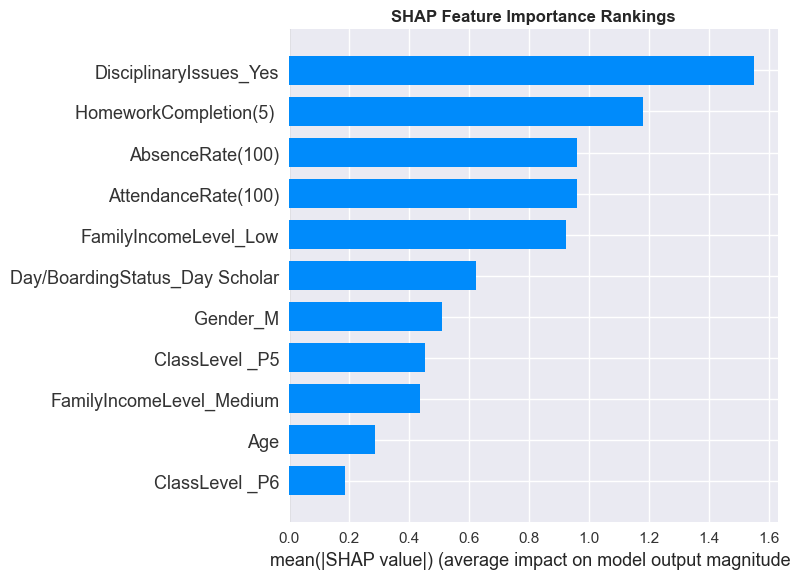 SHAP Feature Importance Rankings
DisciplinaryIssues_Yes
HomeworkCompletion(5)
AbsenceRate(100)
AttendanceRate(100)
FamilyIncomeLevel_Low
Day/BoardingStatus_Day Scholar
Gender_M
ClassLevel _P5
FamilyIncomeLevel_Medium
Age
ClassLevel _P6
0.0 0.2 0.4 0.6 0.8 1.0 1.2 1.4 1.6
mean(|SHAP value|) (average impact on model output magnitude